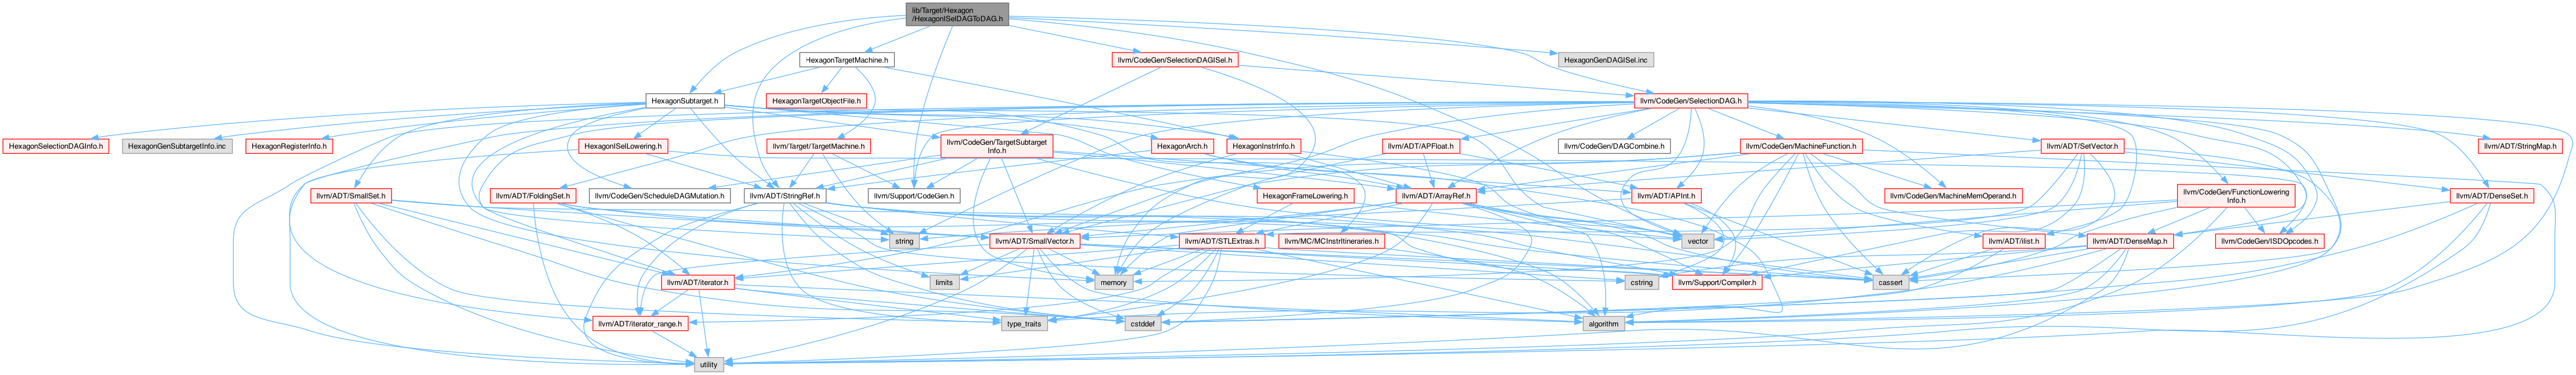 lib/Target/Hexagon
/HexagonISelDAGToDAG.h
HexagonTargetMachine.h
llvm/CodeGen/SelectionDAGISel.h
HexagonGenDAGISel.inc
HexagonSubtarget.h
HexagonTargetObjectFile.h
llvm/CodeGen/SelectionDAG.h
HexagonSelectionDAGInfo.h
HexagonGenSubtargetInfo.inc
HexagonRegisterInfo.h
HexagonISelLowering.h
llvm/Target/TargetMachine.h
llvm/CodeGen/TargetSubtarget
Info.h
HexagonArch.h
HexagonInstrInfo.h
llvm/ADT/APFloat.h
llvm/CodeGen/DAGCombine.h
llvm/CodeGen/MachineFunction.h
llvm/ADT/SetVector.h
llvm/ADT/StringMap.h
llvm/ADT/SmallSet.h
llvm/ADT/FoldingSet.h
llvm/CodeGen/ScheduleDAGMutation.h
llvm/ADT/StringRef.h
llvm/Support/CodeGen.h
HexagonFrameLowering.h
llvm/ADT/ArrayRef.h
llvm/ADT/APInt.h
llvm/CodeGen/MachineMemOperand.h
llvm/CodeGen/FunctionLowering
Info.h
llvm/ADT/DenseSet.h
string
llvm/ADT/SmallVector.h
llvm/ADT/STLExtras.h
llvm/MC/MCInstrItineraries.h
vector
llvm/ADT/ilist.h
llvm/ADT/DenseMap.h
llvm/CodeGen/ISDOpcodes.h
llvm/ADT/iterator.h
limits
memory
cstring
llvm/Support/Compiler.h
cassert
llvm/ADT/iterator_range.h
type_traits
cstddef
algorithm
utility